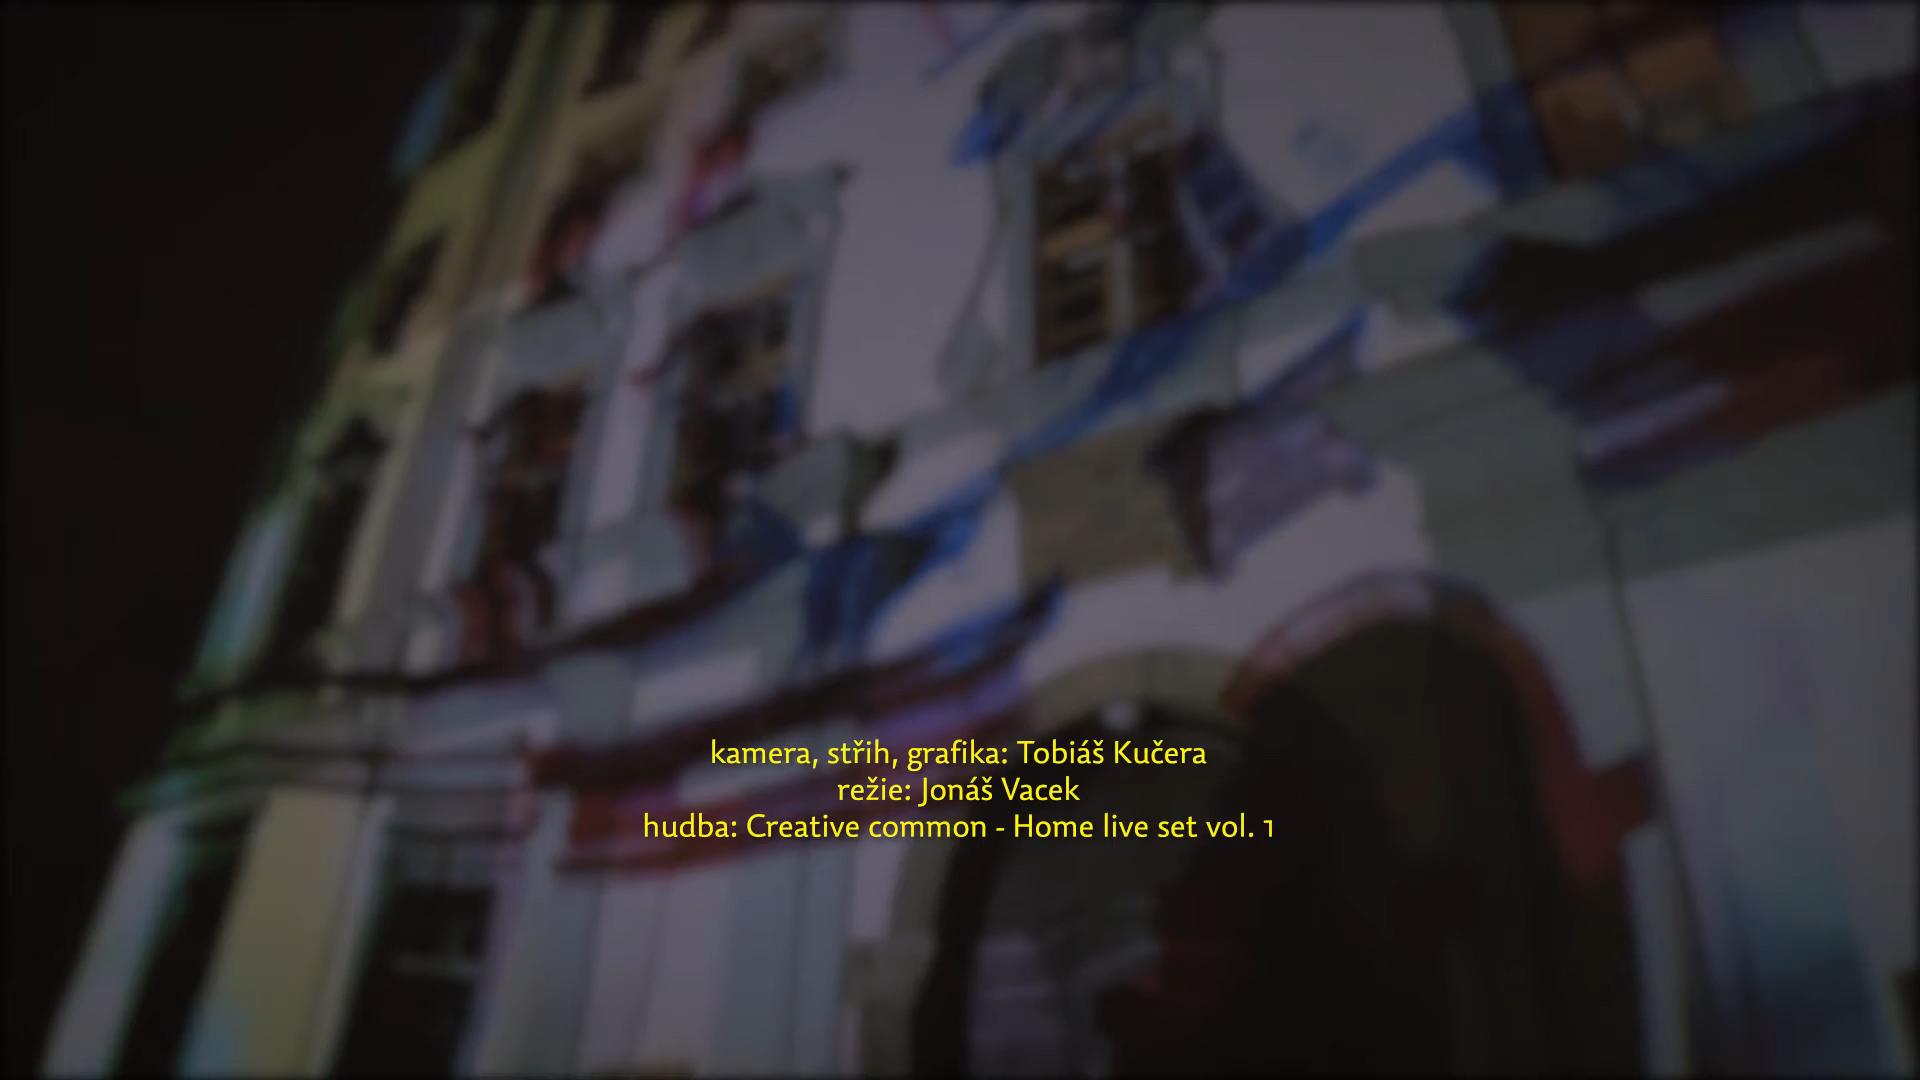 kamera, střih, grafika: Tobiáš Kučera
režie: Jonáš Vacek
hudba: Creative common - Home live set vol. 1